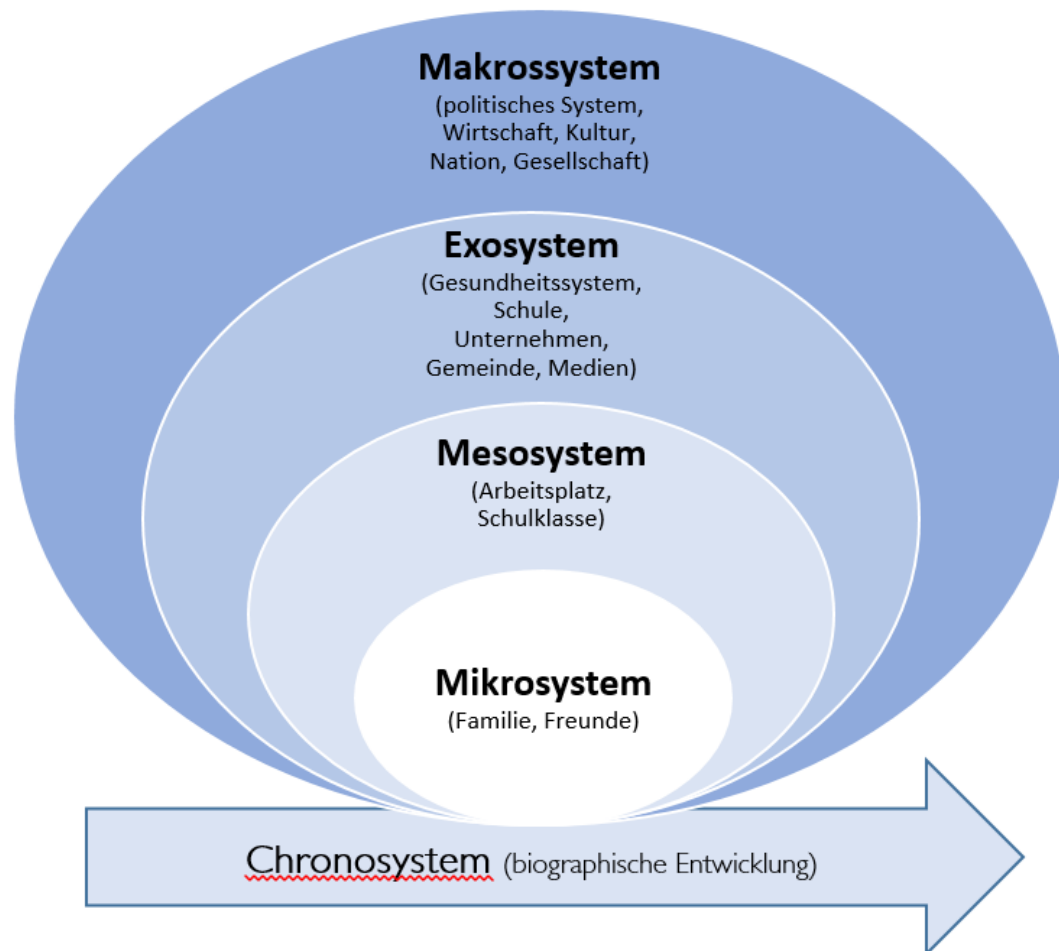 Makrossystem
(politisches System,
Wirtschaft, Kultur,
Nation, Gesellschaft)
Exosystem
(Gesundheitssystem,
Schule,
Unternehmen,
Gemeinde, Medien)
Mesosystem
(Arbeitsplatz,
Schulklasse)
Mikrosystem
(Familie, Freunde)
Chronosystem (biographische Entwicklung)